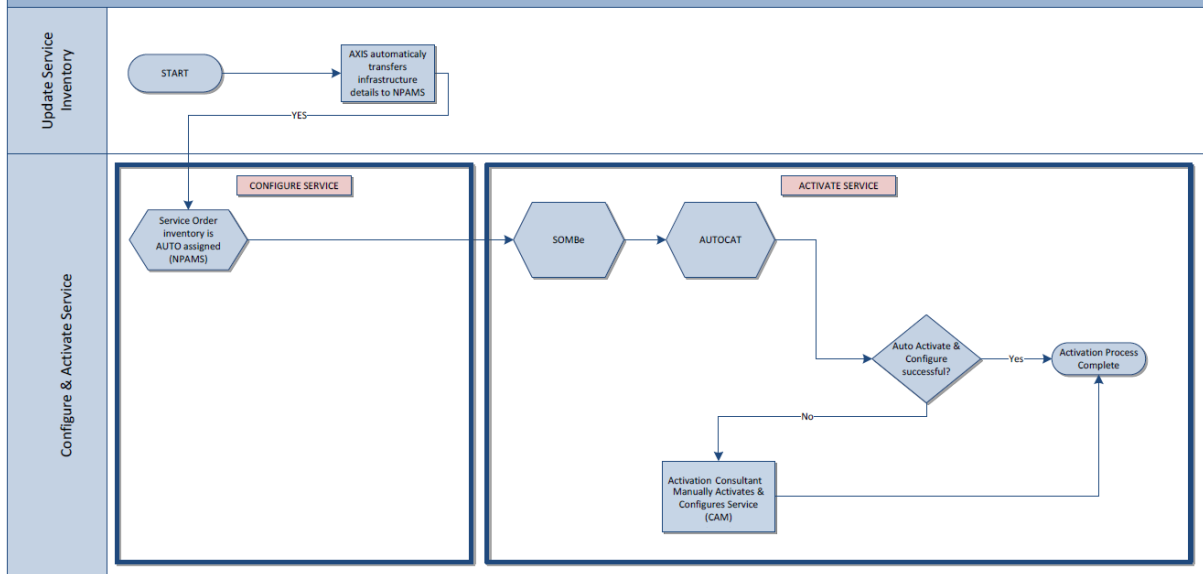 Update Service
Inventory
START
AXIS automaticaly
transfers
infrastructure
details to NPAMS
YES
Configure & Activate Service
CONFIGURE SERVICE
Service Order
inventory is
AUTO assigned
(NPAMS)
ACTIVATE SERVICE
SOMBe
AUTOCAT
Auto Activate &
Configure
successful?
Yes
Activation Process
Complete
No
Activation Consultant
Manually Activates &
Configures Service
(CAM)